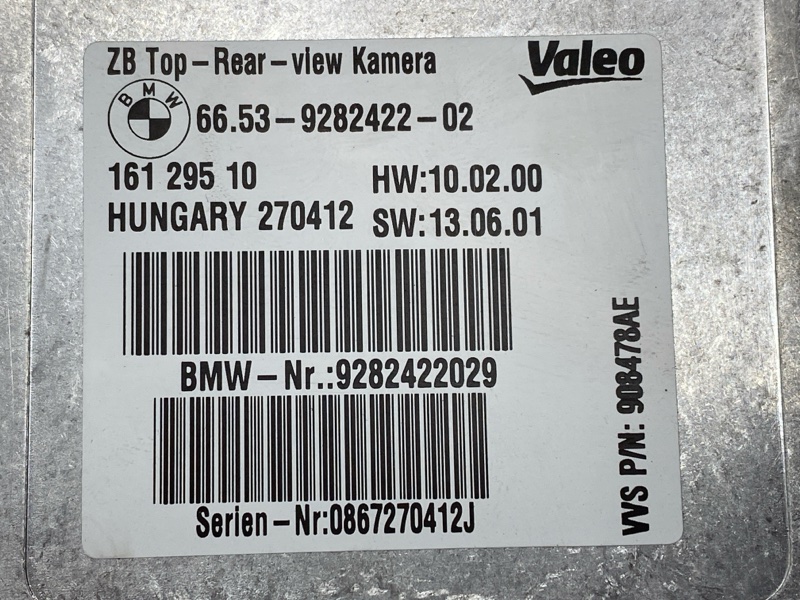 ZB Top-Rear-view Kamera
Valeo
BMW
66.53-9282422-02
161 295 10
HW:10.02.00
HUNGARY 270412
SW:13.06.01
BMW-Nr.:9282422029
Serien-Nr:0867270412J
VVS P/N: 908478AE